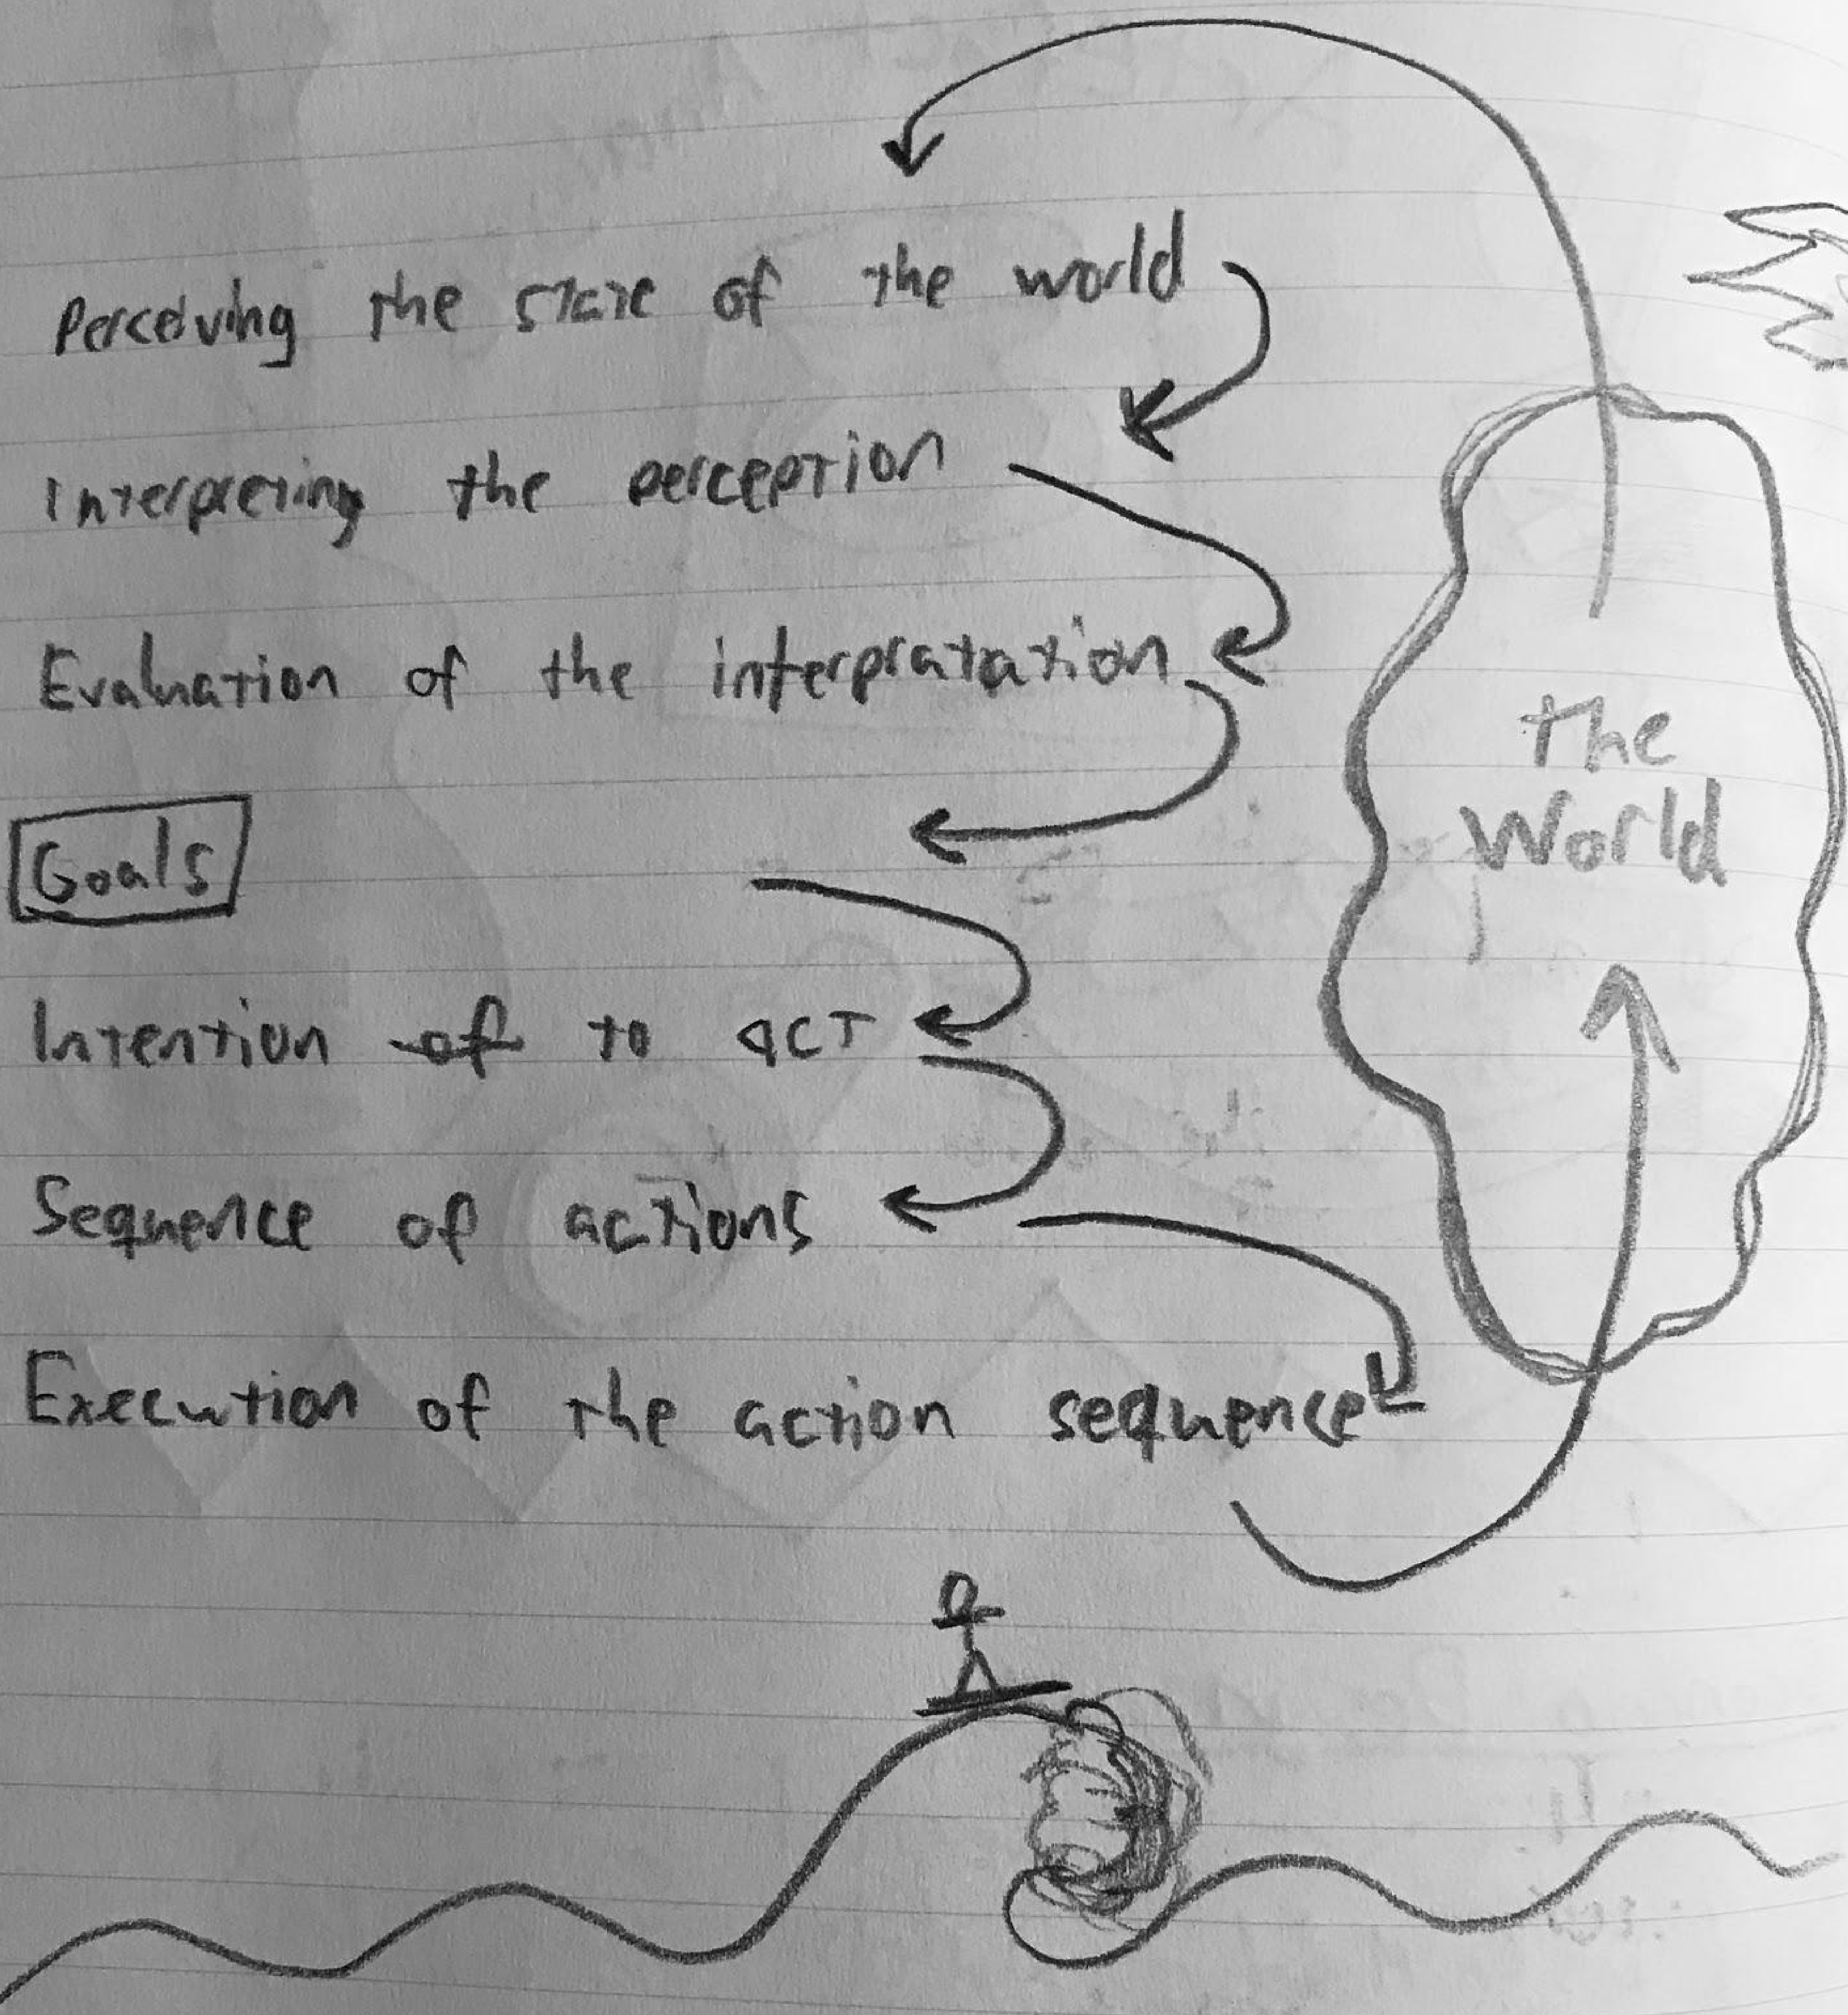 Perceiving the state of the world
Interpreting the perception
Evaluation of the interpratation
the
World
Goals
Intention of to act
Sequence of actions
Execution of the action sequence